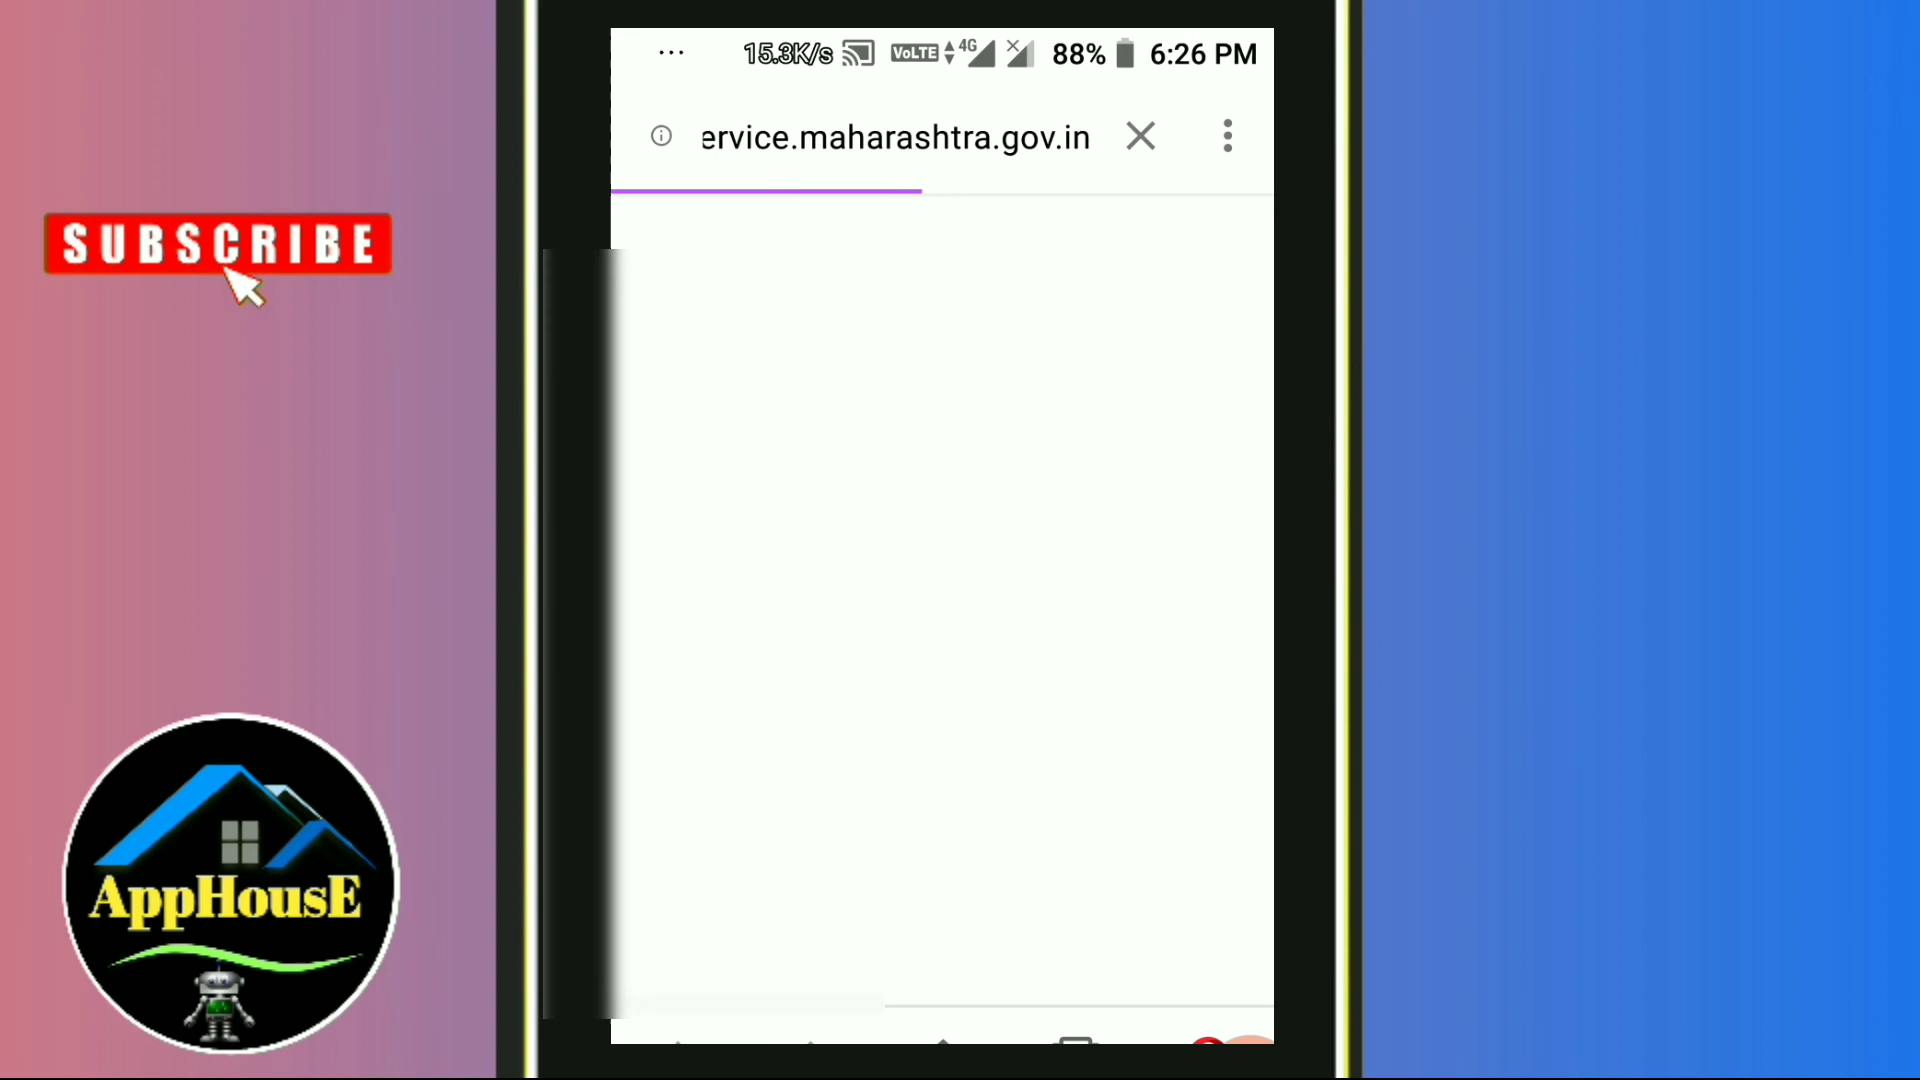 ... 15.3K/s VoLTE 4G 88% 6:26 PM
ervice.maharashtra.gov.in
SUBSCRIBE
AppHousE